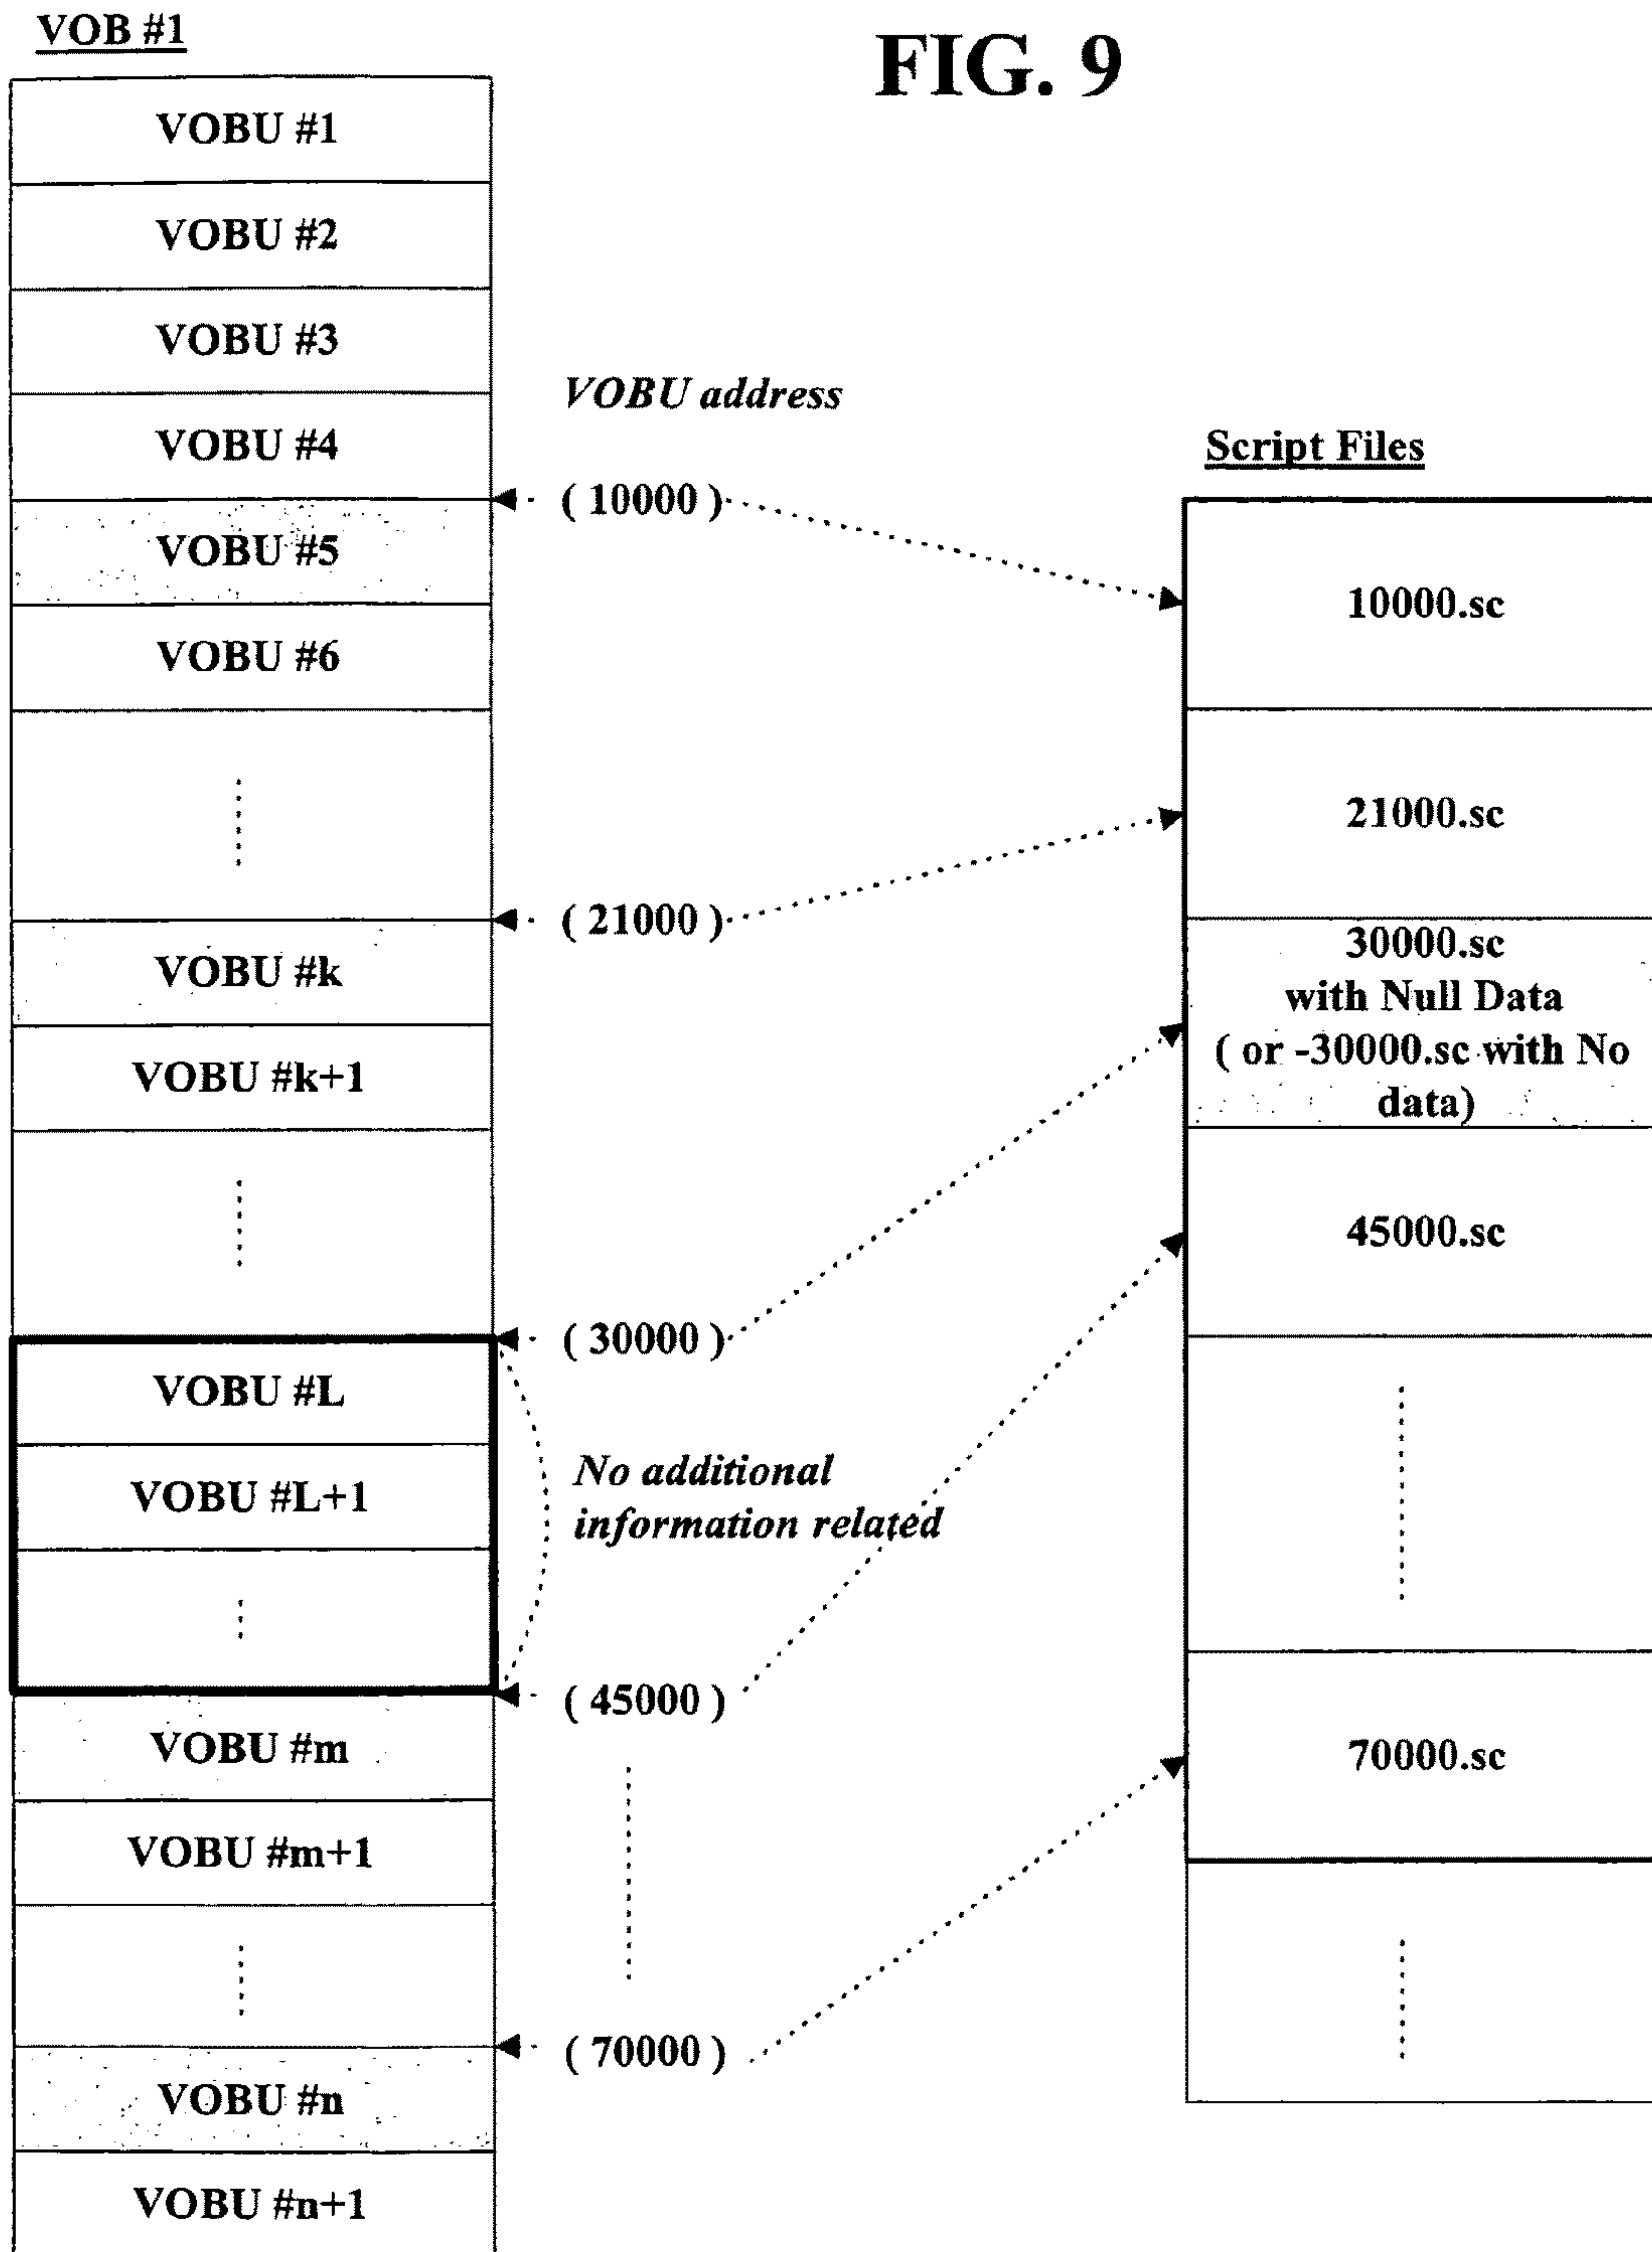 VOB #1
FIG. 9
VOBU #1
VOBU #2
VOBU #3
VOBU #4
VOBU #5
VOBU #6
VOBU #k
VOBU #k+1
VOBU #L
VOBU #L+1
VOBU #m
VOBU #m+1
VOBU #n
VOBU #n+1
VOBU address
( 10000 )
( 21000 )
( 30000 )
No additional
information related
( 45000 )
( 70000 )
Script Files
10000.sc
21000.sc
30000.sc
with Null Data
( or -30000.sc with No
data)
45000.sc
70000.sc